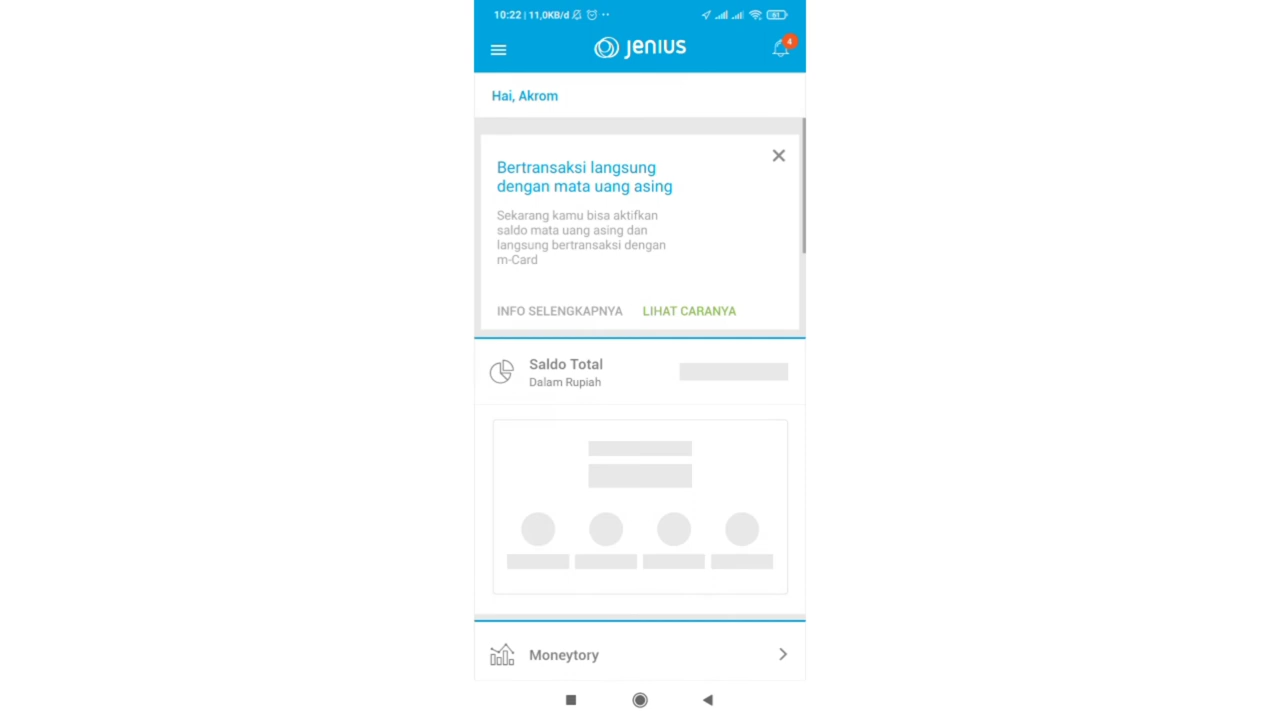 10:22 | 11,0KB/d
jenius
4
Hai, Akrom
Bertransaksi langsung
dengan mata uang asing
Sekarang kamu bisa aktifkan
saldo mata uang asing dan
langsung bertransaksi dengan
m-Card
INFO SELENGKAPNYA LIHAT CARANYA
Saldo Total
Dalam Rupiah
Moneytory